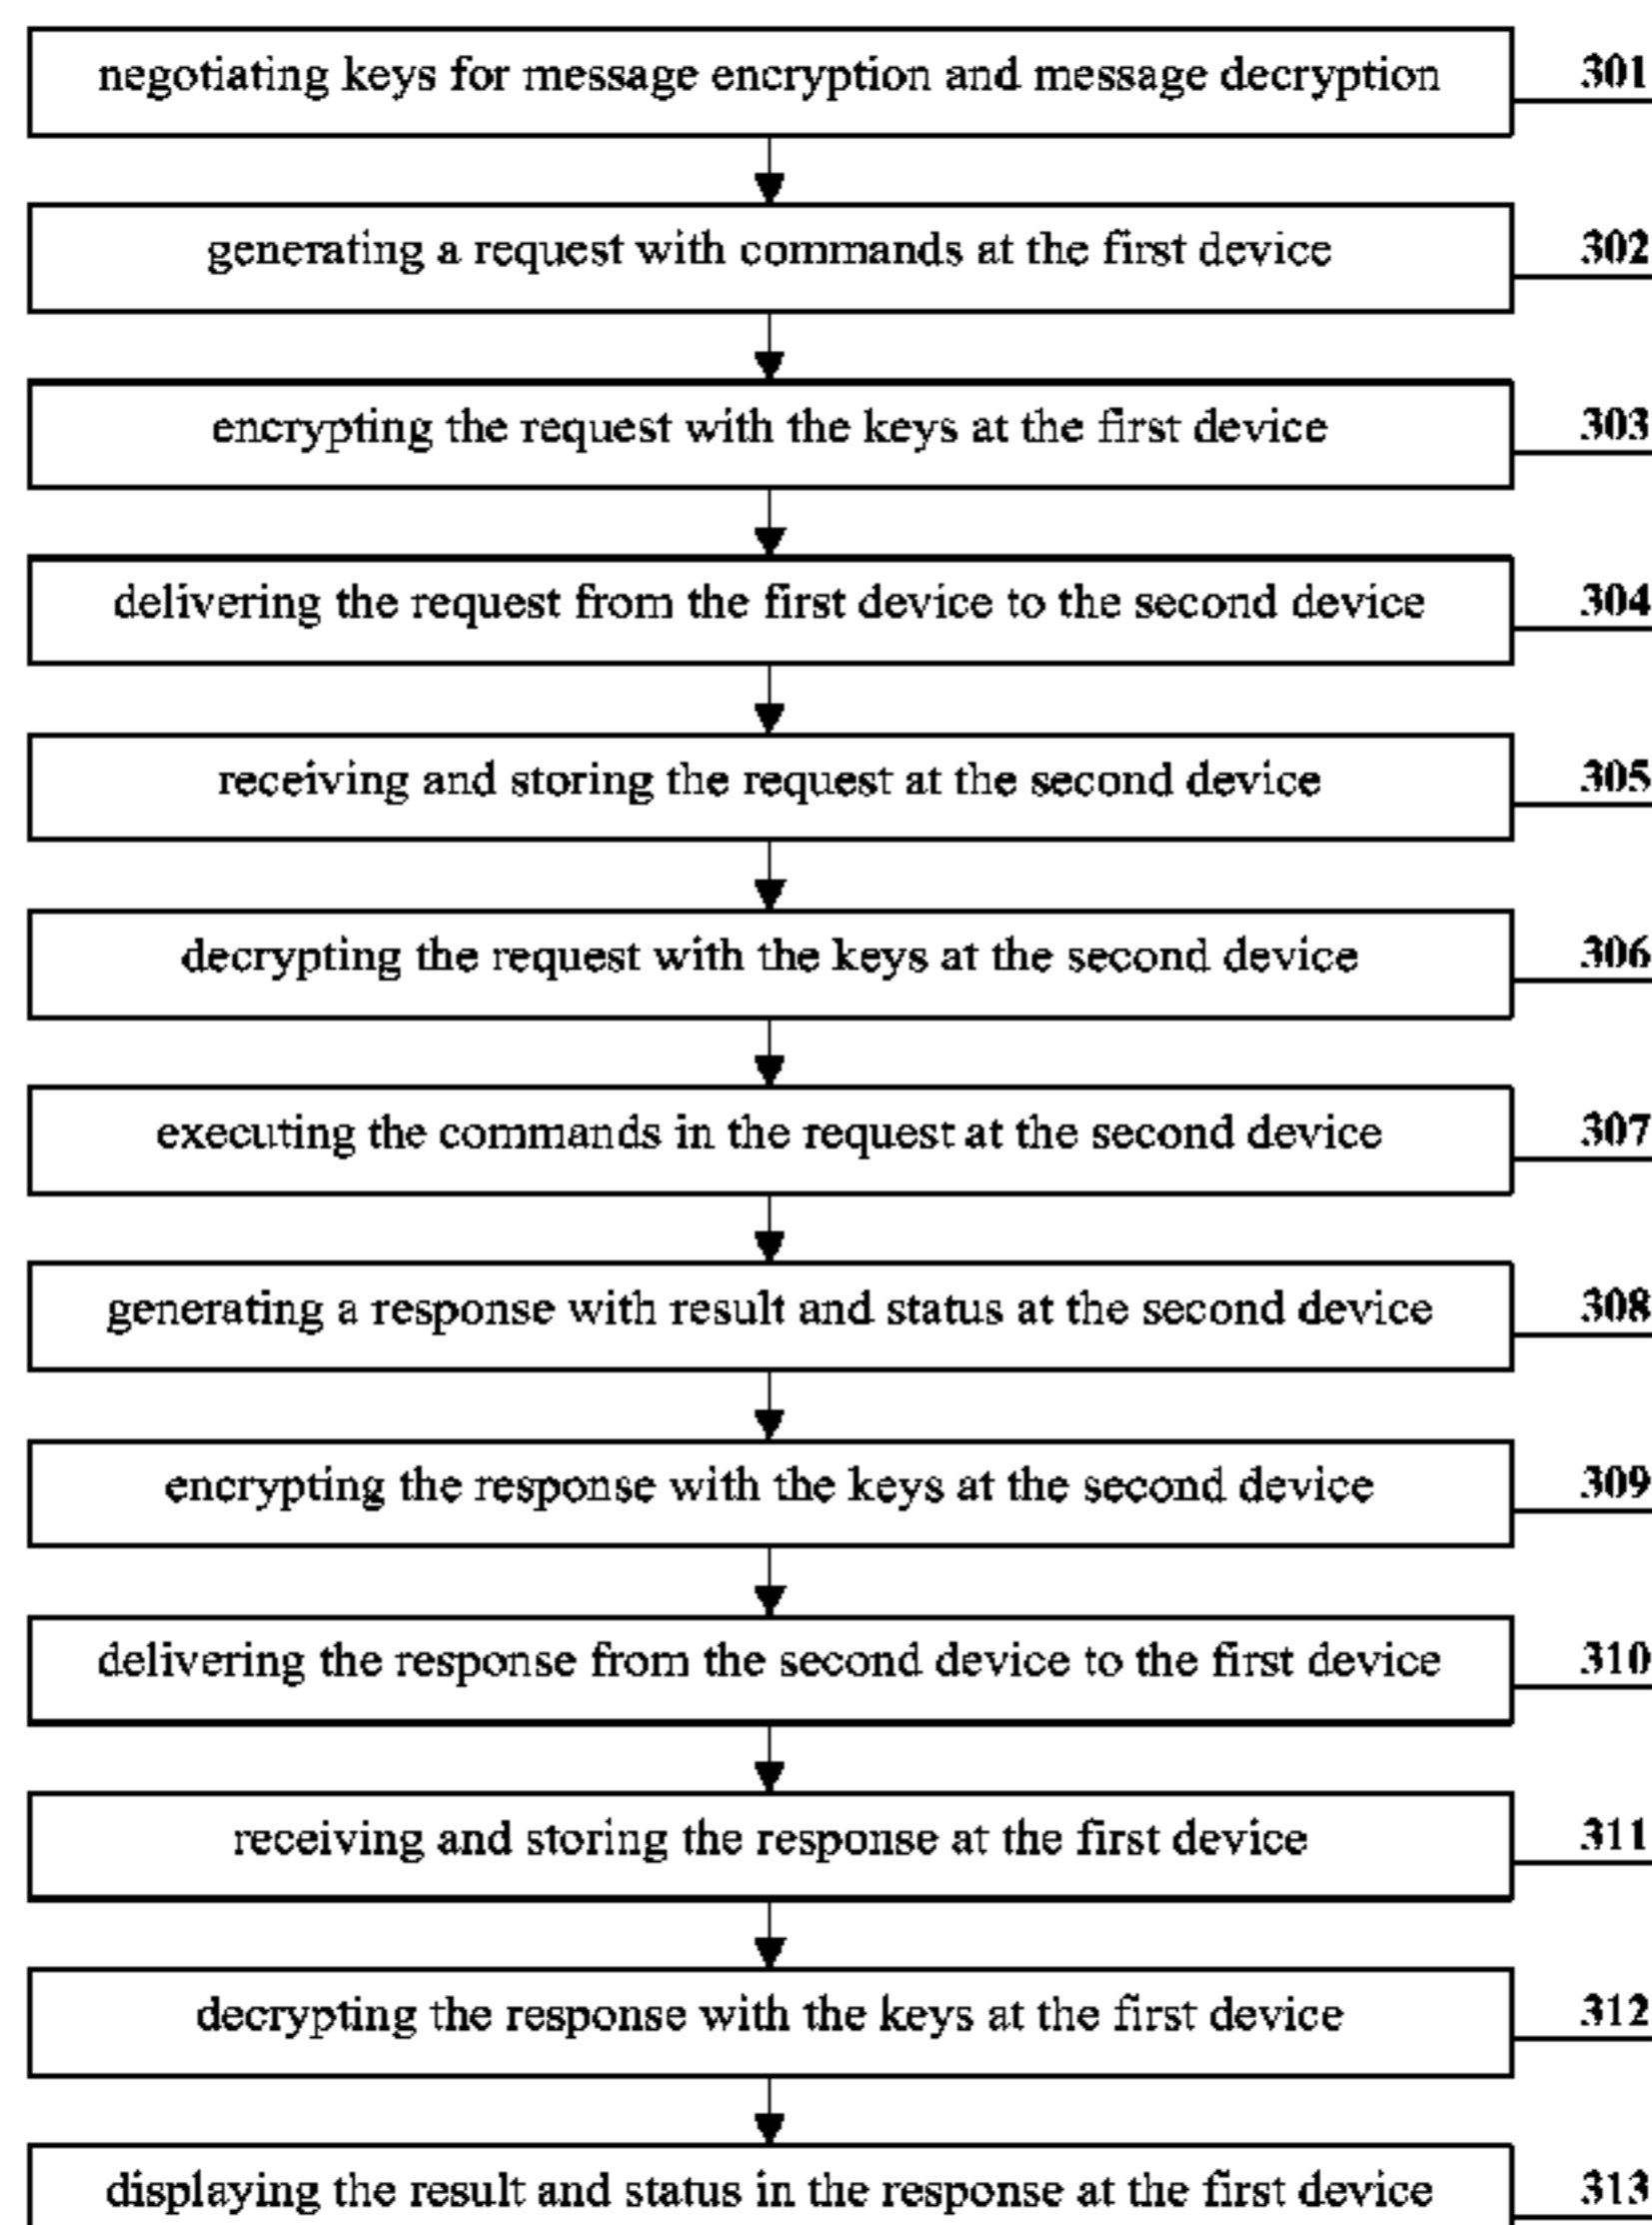 negotiating keys for message encryption and message decryption 301
generating a request with commands at the first device 302
encrypting the request with the keys at the first device 303
delivering the request from the first device to the second device 304
receiving and storing the request at the second device 305
decrypting the request with the keys at the second device 306
executing the commands in the request at the second device 307
generating a response with result and status at the second device 308
encrypting the response with the keys at the second device 309
delivering the response from the second device to the first device 310
receiving and storing the response at the first device 311
decrypting the response with the keys at the first device 312
displaying the result and status in the response at the first device 313